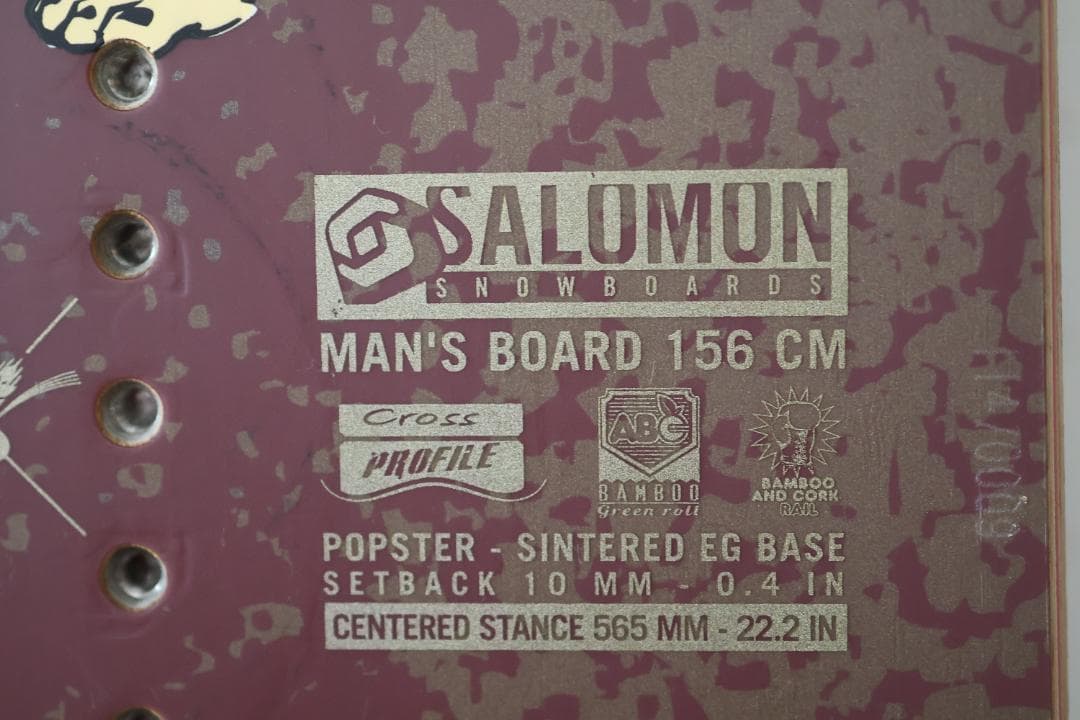 SALOMON
SNOWBOARDS
MAN'S BOARD 156 CM
Cross
PROFILE
ABC
BAMBOO
Green roll
BAMBOO
AND CORK
RAIL
POPSTER - SINTERED EG BASE
SETBACK 10 MM - 0.4 IN
CENTERED STANCE 565 MM - 22.2 IN